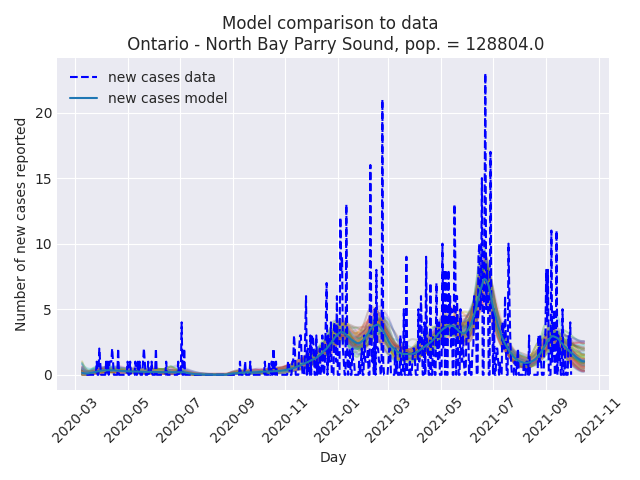 Model comparison to data
Ontario - North Bay Parry Sound, pop. = 128804.0
new cases data
new cases model
Number of new cases reported
20
15
10
5
0
2020-03
2020-05
2020-07
2020-09
2020-11
2021-01
2021-03
2021-05
2021-07
2021-09
2021-11
Day